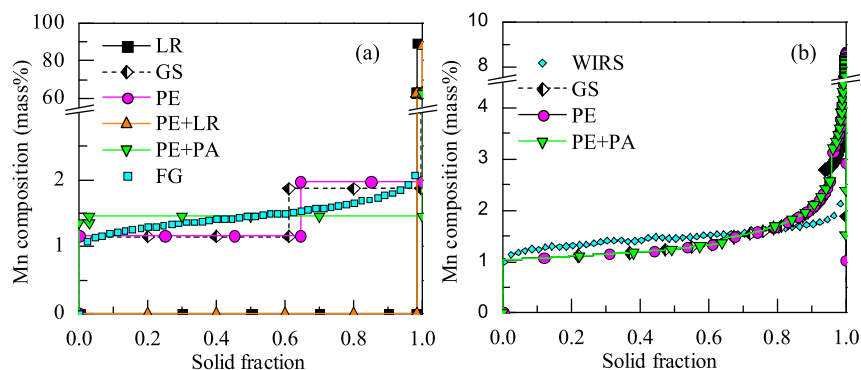 100
90
80
60
2
1
0
Mn composition (mass%)
0.0 0.2 0.4 0.6 0.8 1.0
Solid fraction
(a)
LR
GS
PE
PE+LR
PE+PA
FG
10
9
8
4
3
2
1
0
Mn composition (mass%)
0.0 0.2 0.4 0.6 0.8 1.0
Solid fraction
(b)
WIRS
GS
PE
PE+PA